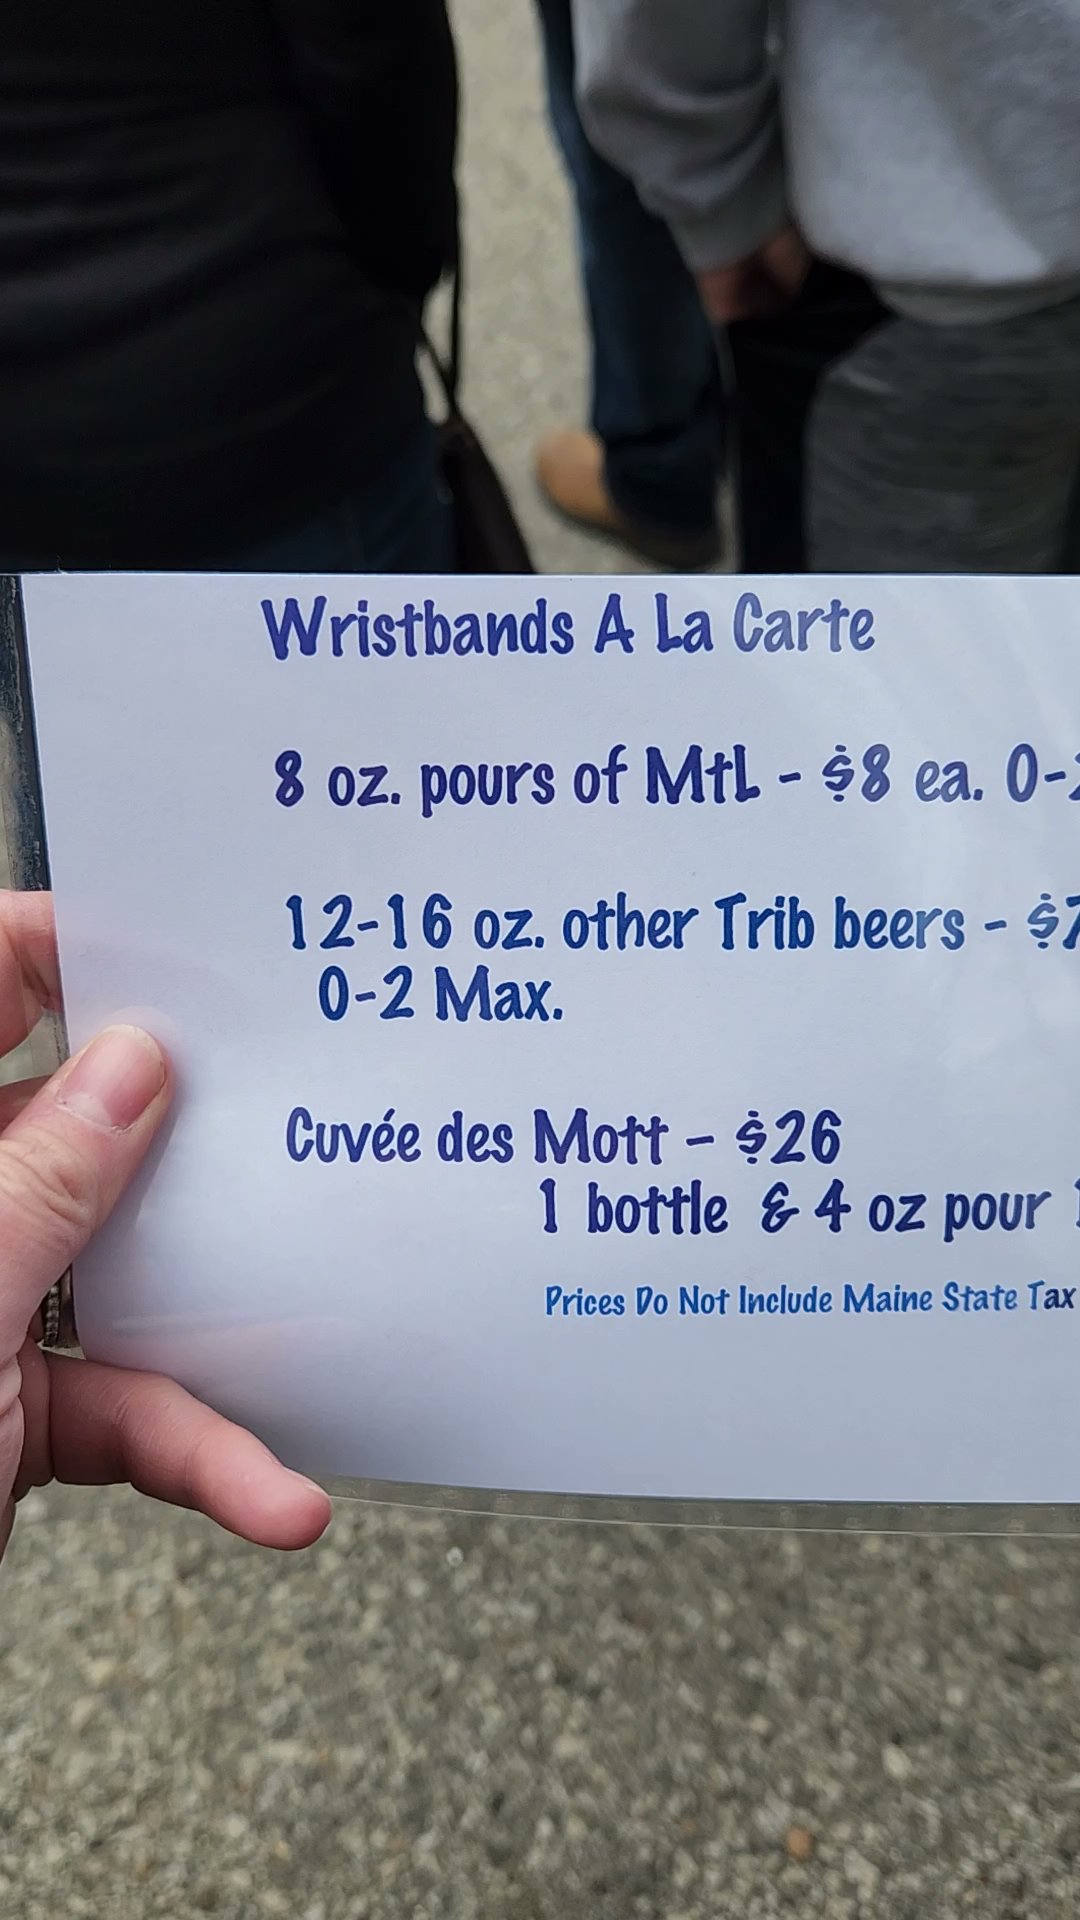 Wristbands A La Carte
8 oz. pours of MtL - $8 ea. 0-
12-16 oz. other Trib beers - $7
0-2 Max.
Cuvée des Mott - $26
1 bottle & 4 oz pour
Prices Do Not Include Maine State Tax